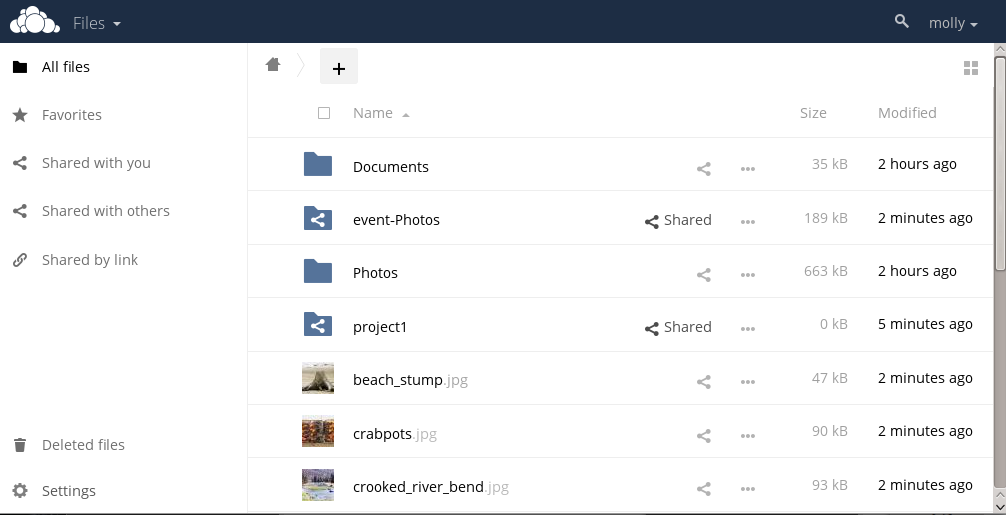 Files
molly
All files
Favorites
Shared with you
Shared with others
Shared by link
Deleted files
Settings
Name Size Modified
Documents 35 kB 2 hours ago
event-Photos Shared 189 kB 2 minutes ago
Photos 663 kB 2 hours ago
project1 Shared 0 kB 5 minutes ago
beach_stump.jpg 47 kB 2 minutes ago
crabpots.jpg 90 kB 2 minutes ago
crooked_river_bend.jpg 93 kB 2 minutes ago